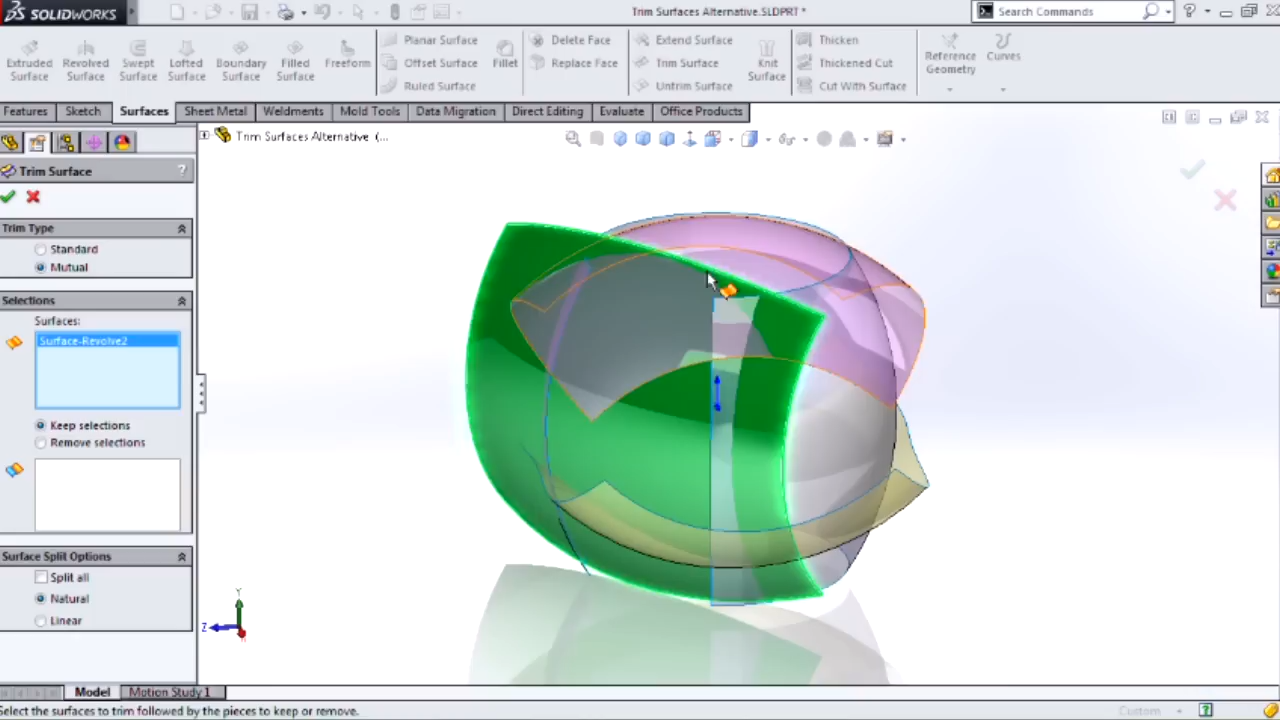 SOLIDWORKS
Trim Surfaces Alternative.SLDPRT *
Search Commands
Extruded Surface
Revolved Surface
Swept Surface
Lofted Surface
Boundary Surface
Filled Surface
Freeform
Planar Surface
Offset Surface
Ruled Surface
Fillet
Delete Face
Replace Face
Extend Surface
Trim Surface
Untrim Surface
Knit Surface
Thicken
Thickened Cut
Cut With Surface
Reference Geometry
Curves
Features
Sketch
Surfaces
Sheet Metal
Weldments
Mold Tools
Data Migration
Direct Editing
Evaluate
Office Products
Trim Surfaces Alternative (...
Trim Surface
?
Trim Type
Standard
Mutual
Selections
Surfaces:
Surface-Revolve2
Keep selections
Remove selections
Surface Split Options
Split all
Natural
Linear
Y
Z
Model
Motion Study 1
Select the surfaces to trim followed by the pieces to keep or remove.
Custom
?